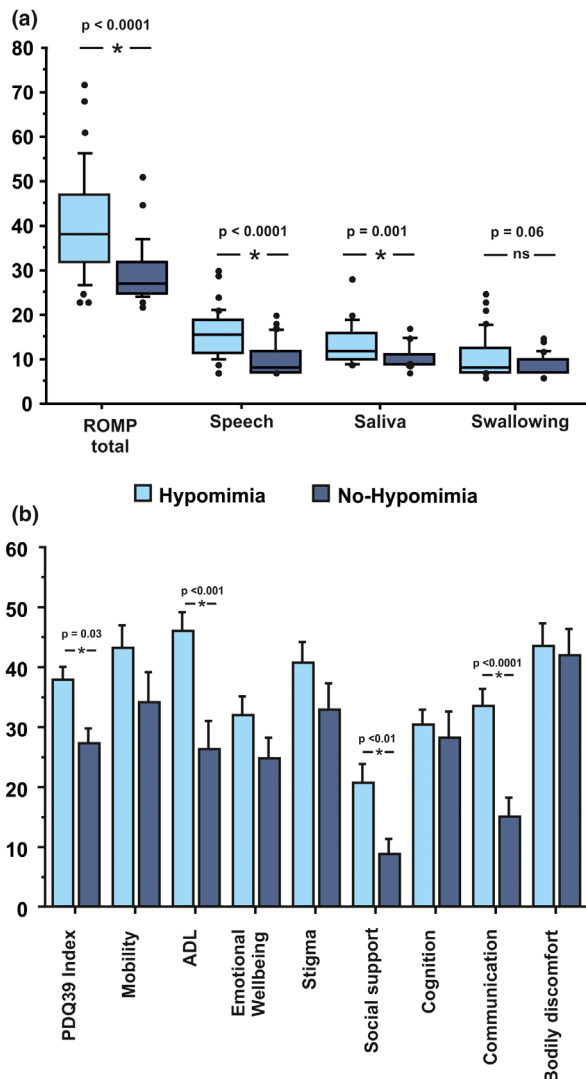 (a)
p < 0.0001
*
80
70
60
50
40
30
20
10
0
p < 0.0001
*
p = 0.001
*
p = 0.06
ns
ROMP
total
Speech
Saliva
Swallowing
Hypomimia
No-Hypomimia
(b)
60
50
40
30
20
10
0
p = 0.03
*
p <0.001
*
p <0.01
*
p <0.0001
*
PDQ39 Index
Mobility
ADL
Emotional
Wellbeing
Stigma
Social support
Cognition
Communication
Bodily discomfort